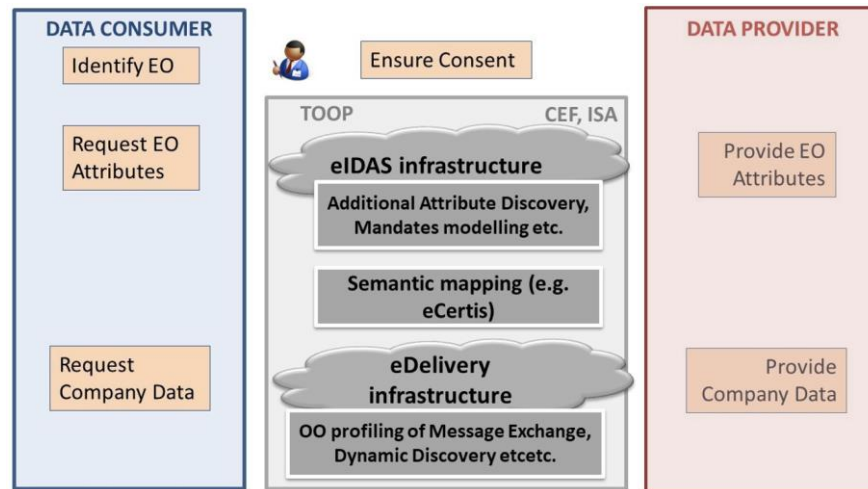 DATA CONSUMER
Identify EO
Request EO
Attributes
Request
Company Data
Ensure Consent
TOOP
CEF, ISA
eIDAS infrastructure
Additional Attribute Discovery,
Mandates modelling etc.
Semantic mapping (e.g.
eCertis)
eDelivery
infrastructure
OO profiling of Message Exchange,
Dynamic Discovery etcetc.
DATA PROVIDER
Provide EO
Attributes
Provide
Company Data